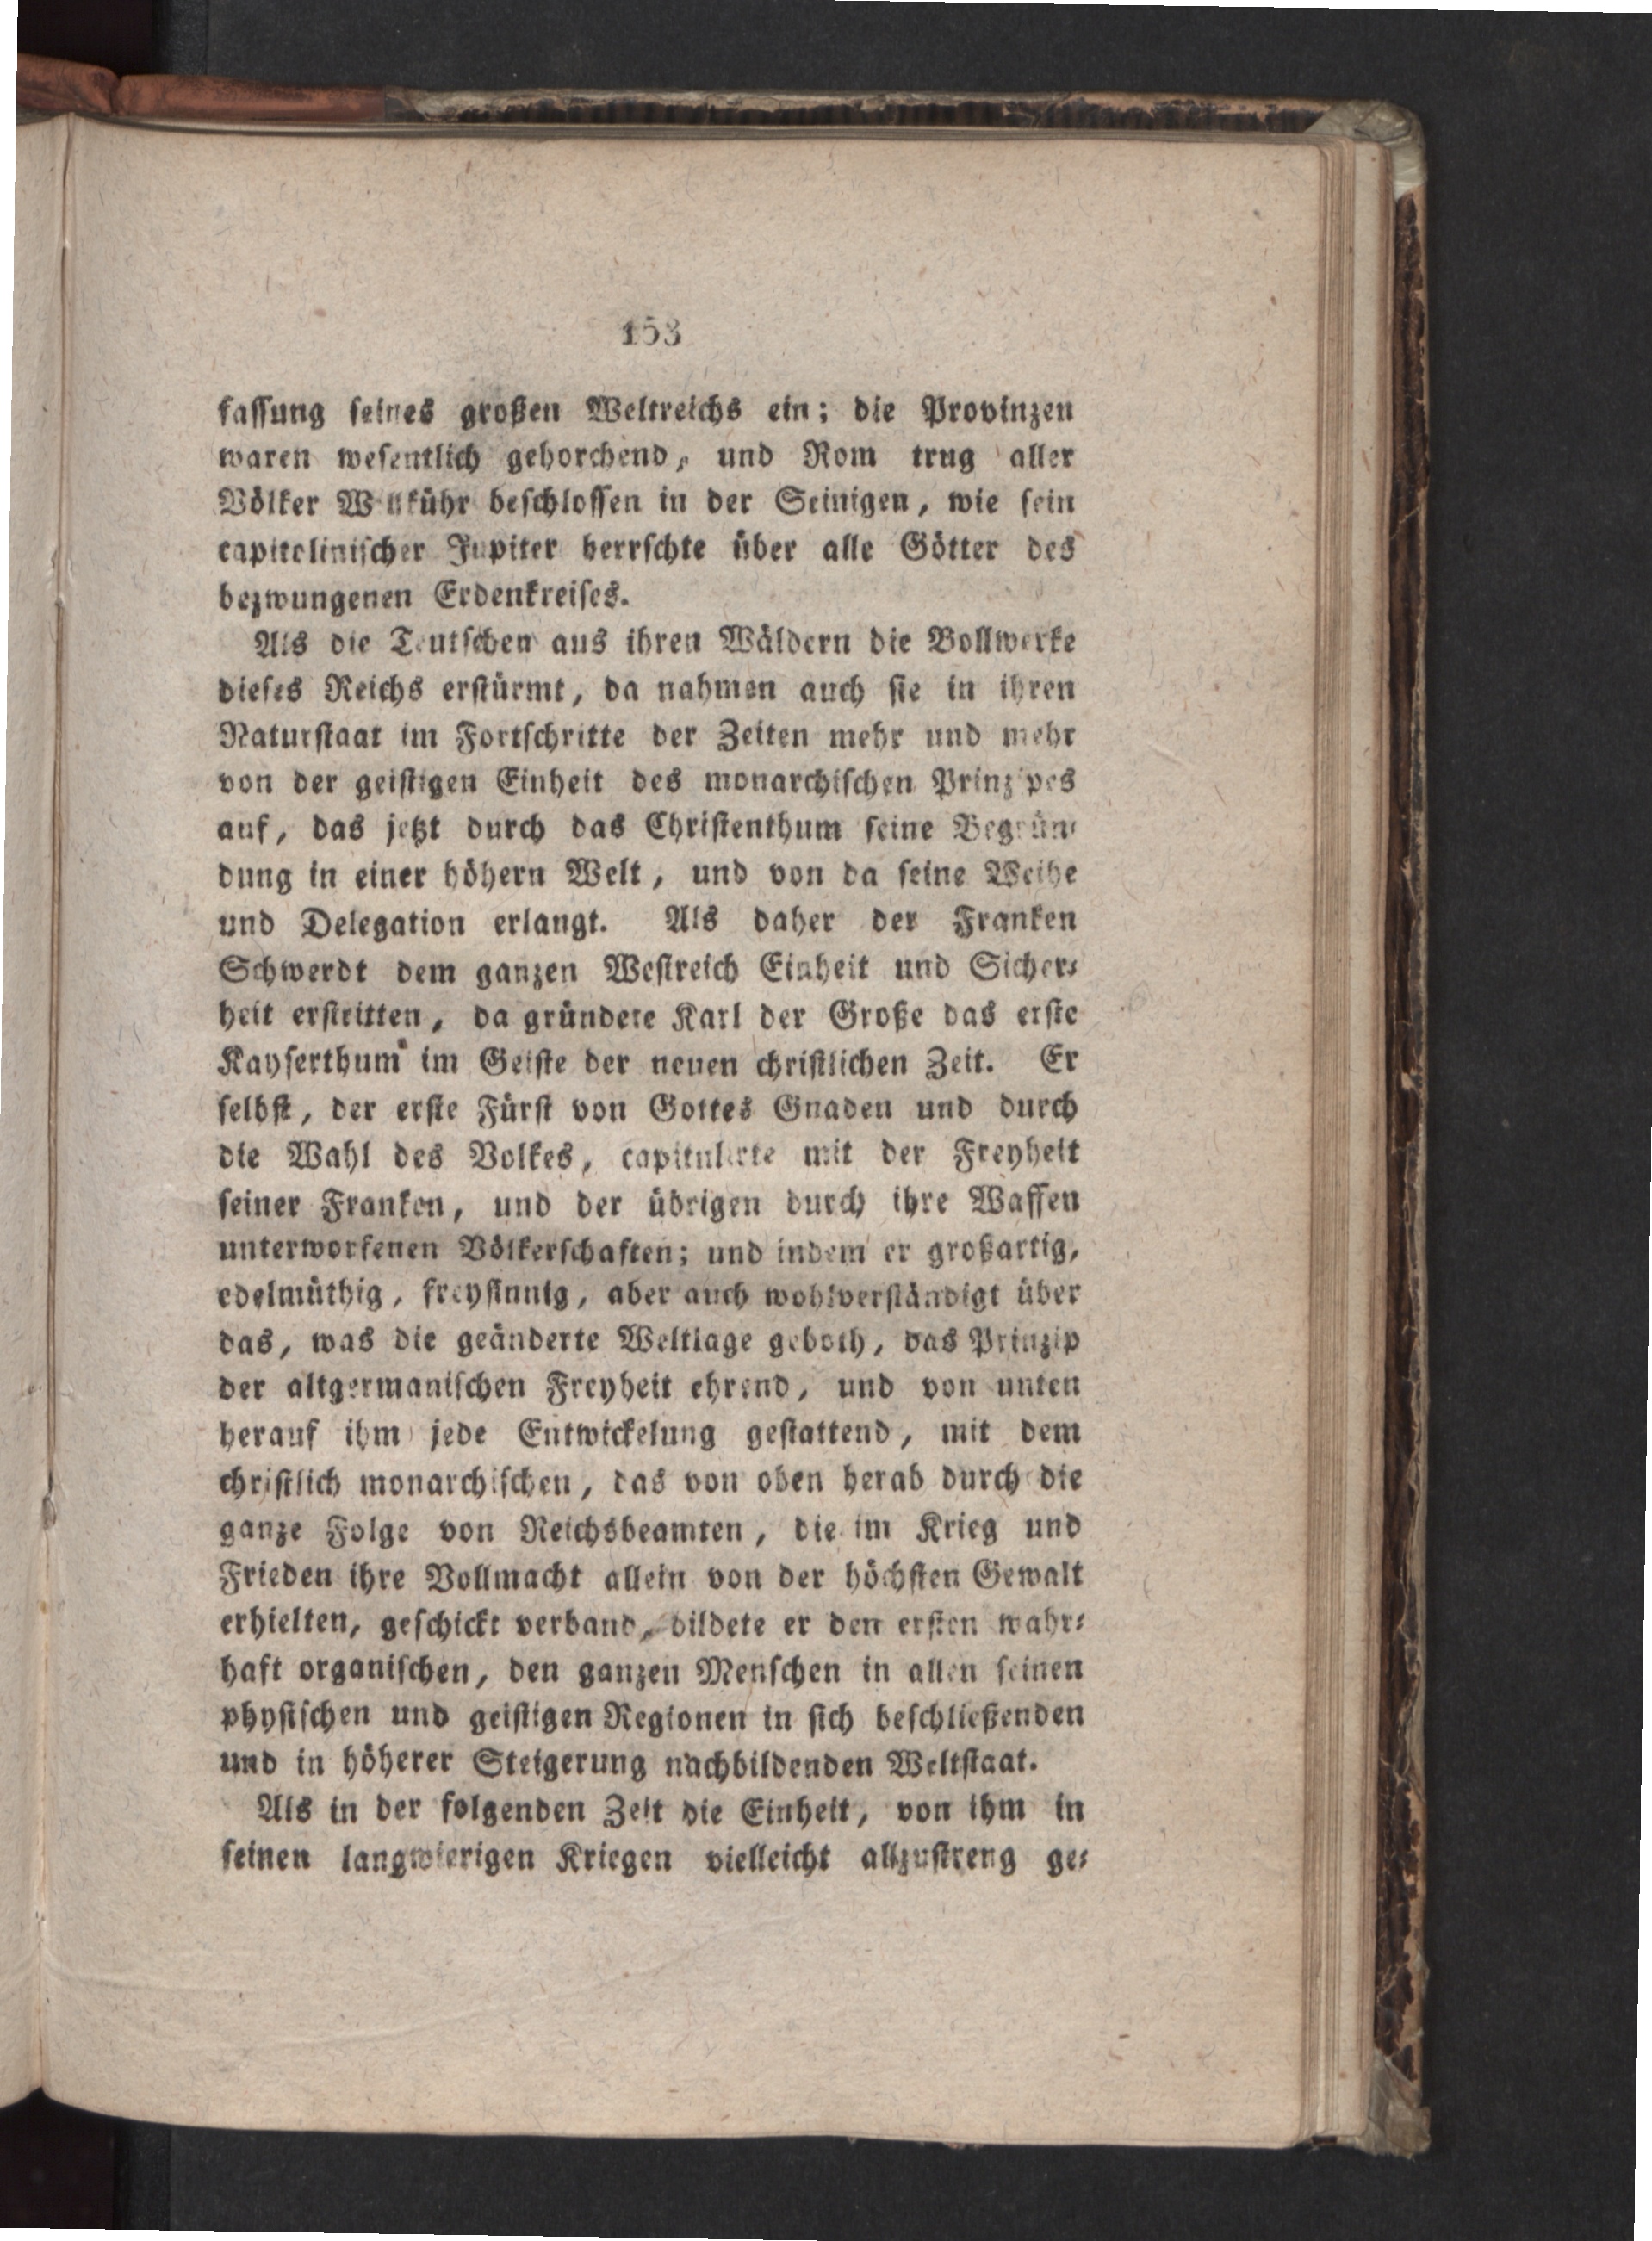 153
fassung seines großen Weltreichs ein; die Provinzen
waren wesentlich gehorchend, und Rom trug aller
Völker Willkühr beschlossen in der Seinigen, wie sein
capitolinischer Jupiter herrschte über alle Götter des
bezwungenen Erdenkreises.
Als die Teutschen aus ihren Wäldern die Bollwerke
dieses Reichs erstürmt, da nahmen auch sie in ihren
Naturstaat im Fortschritte der Zeiten mehr und mehr
von der geistigen Einheit des monarchischen Prinzipes
auf, das jetzt durch das Christenthum seine Begrün-
dung in einer höhern Welt, und von da seine Weihe
und Delegation erlangt. Als daher der Franken
Schwerdt dem ganzen Westreich Einheit und Sicher-
heit erstritten, da gründete Karl der Große das erste
Kayserthum im Geiste der neuen christlichen Zeit. Er
selbst, der erste Fürst von Gottes Gnaden und durch
die Wahl des Volkes, capitulirte mit der Freyheit
seiner Franken, und der übrigen durch ihre Waffen
unterworfenen Völkerschaften; und indem er großartig,
edelmüthig, freysinnig, aber auch wohlverständigt über
das, was die geänderte Weltlage geboth, das Prinzip
der altgermanischen Freyheit ehrend, und von unten
herauf ihm jede Entwickelung gestattend, mit dem
christlich monarchischen, das von oben herab durch die
ganze Folge von Reichsbeamten, die im Krieg und
Frieden ihre Vollmacht allein von der höchsten Gewalt
erhielten, geschickt verband, bildete er den ersten wahr-
haft organischen, den ganzen Menschen in allen seinen
physischen und geistigen Regionen in sich beschließenden
und in höherer Steigerung nachbildenden Weltstaat.
Als in der folgenden Zeit die Einheit, von ihm in
seinen langwierigen Kriegen vielleicht allzustreng ge-